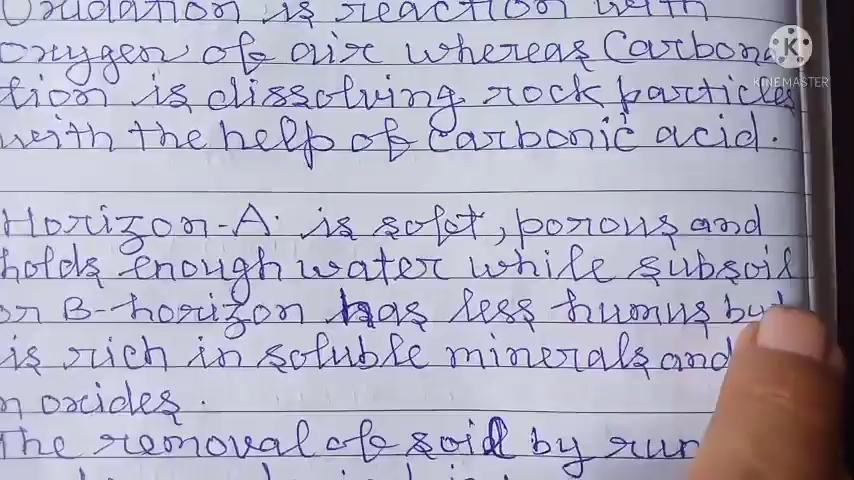 Oxidation is reaction with
oxygen of air whereas Carbona
tion is dissolving rock particles
with the help of carbonic acid.
Horizon-A. is soft, porous and
holds enough water while subsoil
or B-horizon has less humus but
is rich in soluble minerals and
n oxides.
The removal of soil by run
KINEMASTER